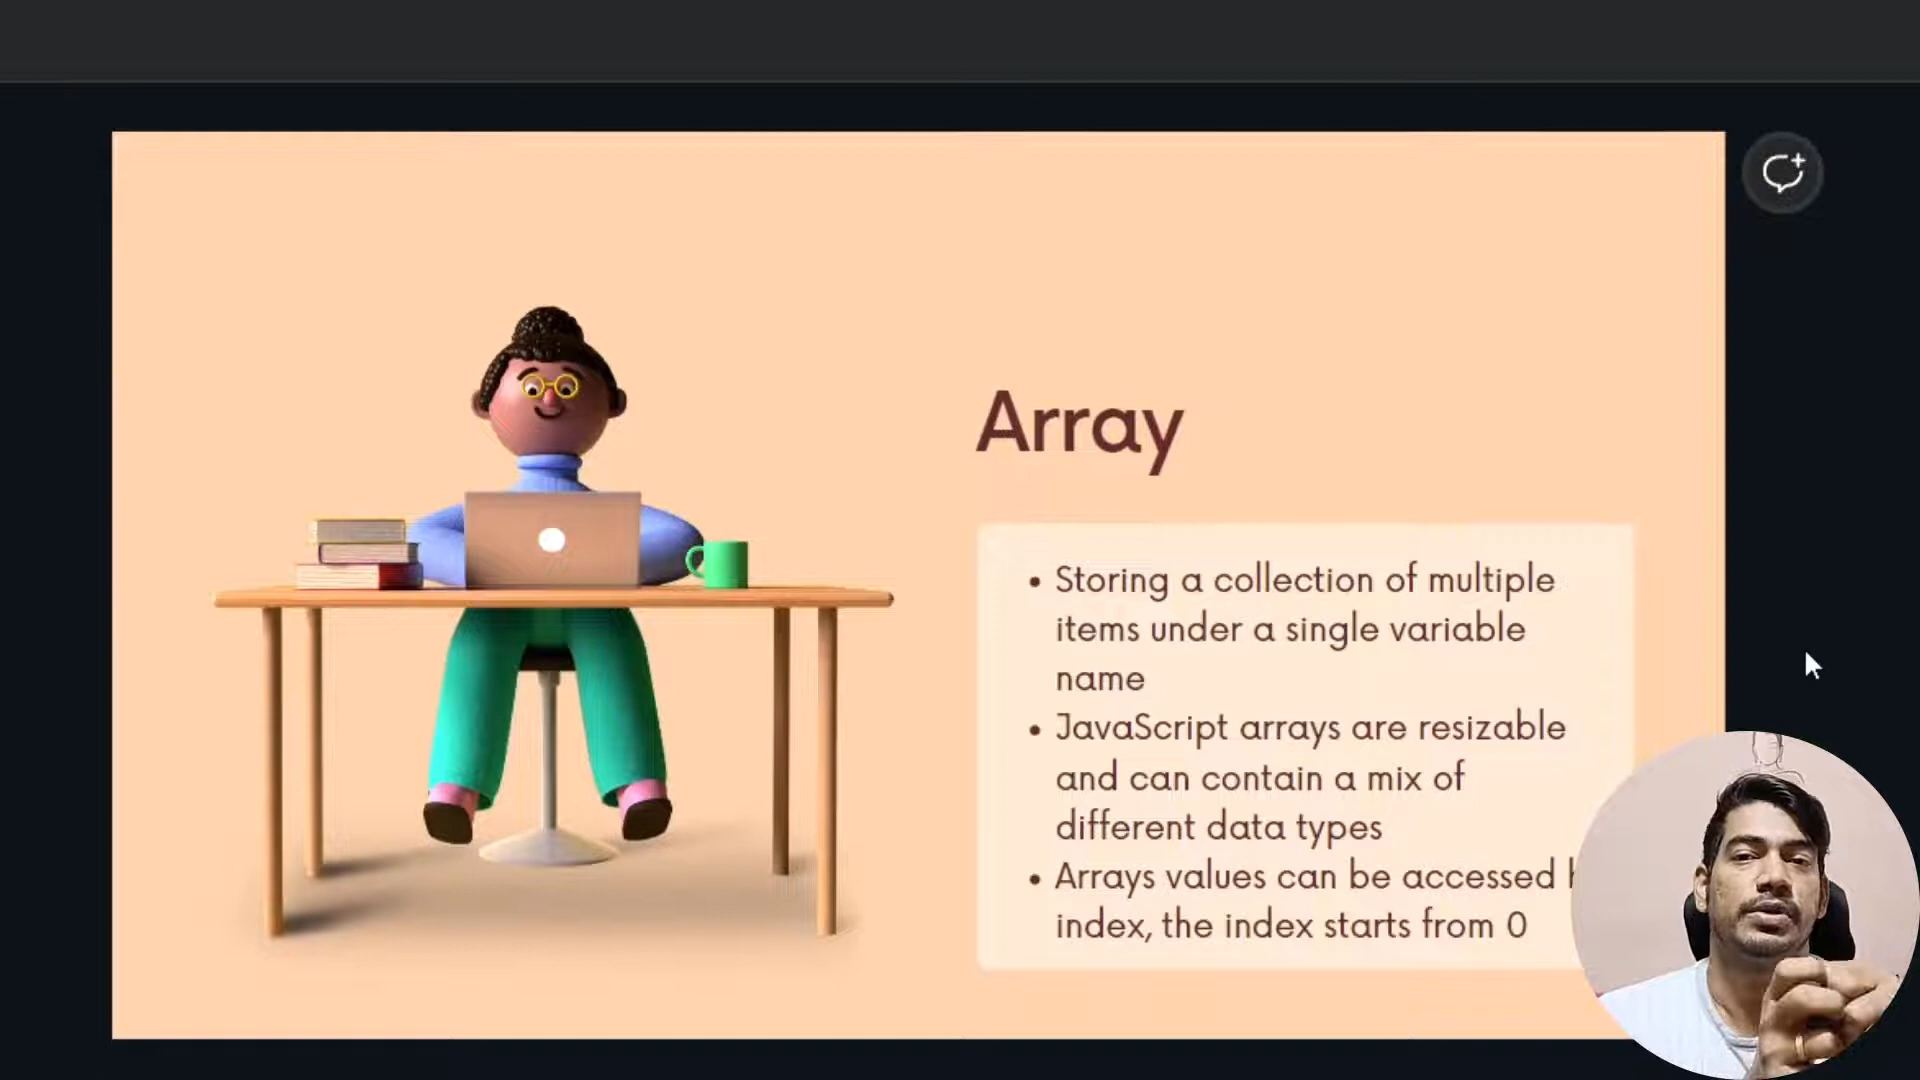 Array
• Storing a collection of multiple
items under a single variable
name
• JavaScript arrays are resizable
and can contain a mix of
different data types
• Arrays values can be accessed
index, the index starts from 0